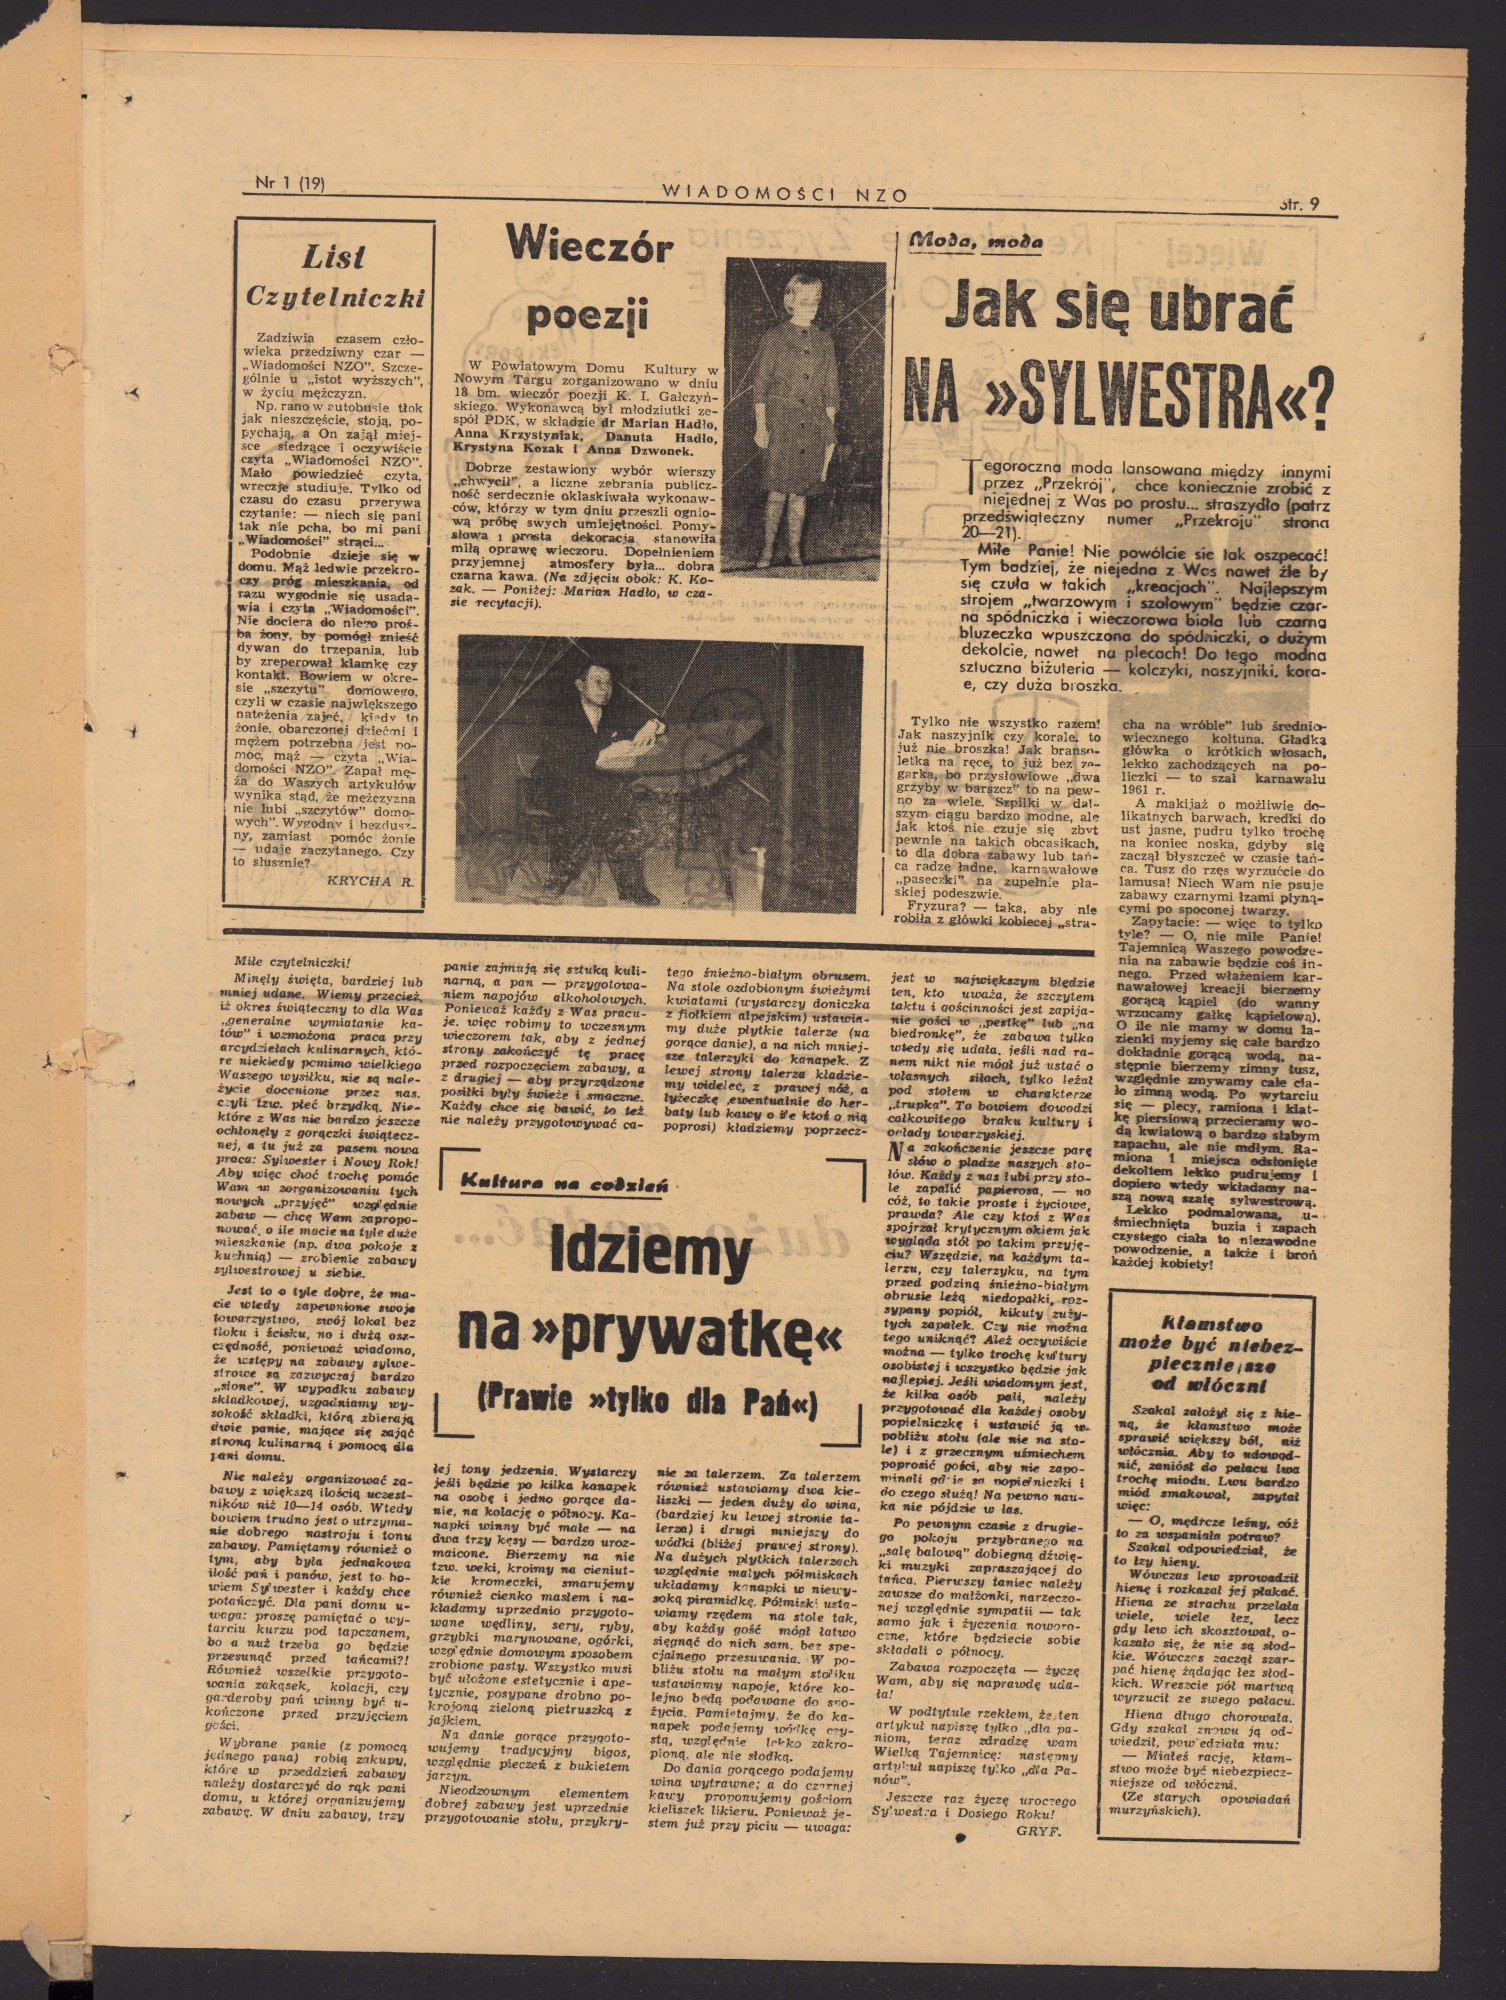 Nr 1 (19)
WIADOMOŚCI NZO
Str. 9
List
Czytelniczki
Zadziwia czasem czło-
wieka przedziwny czar —
„Wiadomości NZO”. Szcze-
gólnie u „istot wyższych”,
w życiu mężczyzn.
Np. rano w autobusie tłok
jak nieszczęście, stoją, po-
pychają, a On zajął miej-
sce siedzące i oczywiście
czyta „Wiadomości NZO”.
Mało powiedzieć czyta,
wręcze studiuje. Tylko od
czasu do czasu przerywa
czytanie: — niech się pani
tak nie pcha, bo mi pani
„Wiadomości” strąci...
Podobnie dzieje się w
domu. Mąż ledwie przekro-
czy próg mieszkania, od
razu wygodnie się usada-
wia i czyta „Wiadomości”.
Nie dociera do niego proś-
ba żony, by pomógł znieść
dywan do trzepania, lub
by zreperował klamkę czy
kontakt. Bowiem w okre-
sie „szczytu” domowego,
czyli w czasie największego
natężenia zajęć, kiedy to
żonie, obarczonej dziećmi i
mężem potrzebna jest po-
moc, mąż — czyta „Wia-
domości NZO”. Zapał mę-
ża do Waszych artykułów
wynika stąd, że mężczyzna
nie lubi „szczytów” domo-
wych”. Wygodny i bezdusz-
ny, zamiast pomóc żonie
— udaje zaczytanego. Czy
to słusznie?
KRYCHA R.
Wieczór
poezji
W Powiatowym Domu Kultury w
Nowym Targu zorganizowano w dniu
18 bm. wieczór poezji K. I. Gałczyń-
skiego. Wykonawcą był młodziutki ze-
spół PDK, w składzie dr Marian Hadło,
Anna Krzystyniak, Danuta Hadło,
Krystyna Kozak i Anna Dzwonek.
Dobrze zestawiony wybór wierszy
„chwycił”, a liczne zebrania publicz-
ność serdecznie oklaskiwała wykonaw-
ców, którzy w tym dniu przeszli ognio-
wą próbę swych umiejętności. Pomy-
słowa i prosta dekoracja stanowiła
miłą oprawę wieczoru. Dopełnieniem
przyjemnej atmosfery była... dobra
czarna kawa. (Na zdjęciu obok: K. Ko-
zak. — Poniżej: Marian Hadło, w cza-
sie recytacji).
Moda, moda
Jak się ubrać
NA »SYLWESTRA«?
Tegoroczna moda lansowana między innymi
przez „Przekrój”, chce koniecznie zrobić z
niejednej z Was po prostu... straszydło (patrz
przedświąteczny numer „Przekroju” strona
20—21).
Miłe Panie! Nie pozwólcie się tak oszpecać!
Tym badziej, że niejedna z Was nawet źle by
się czuła w takich „kreacjach”. Najlepszym
strojem „twarzowym i szałowym” będzie czar-
na spódniczka i wieczorowa biała lub czarna
bluzeczka wpuszczona do spódniczki, o dużym
dekolcie, nawet na plecach! Do tego modna
sztuczna biżuteria — kolczyki, naszyjniki, kora-
e, czy duża broszka.
Tylko nie wszystko razem!
Jak naszyjnik czy korale, to
już nie broszka! Jak branso-
letka na ręce, to już bez ze-
garka, bo przysłowiowe „dwa
grzyby w barszcz” to na pew-
no za wiele. Szpilki w dal-
szym ciągu bardzo modne, ale
jak ktoś nie czuje się zbyt
pewnie na takich obcasikach,
to dla dobra zabawy lub tań-
ca radzę ładne, karnawałowe
„paseczki” na zupełnie pła-
skiej podeszwie.
Fryzura? — taka, aby nie
robiła z główki kobiecej „stra-
cha na wróble” lub średnio-
wiecznego kołtuna. Gładka
główka o krótkich włosach,
lekko zachodzących na po-
liczki — to szał karnawału
1961 r.
A makijaż o możliwie de-
likatnych barwach, kredki do
ust jasne, pudru tylko trochę
na koniec noska, gdyby się
zaczął błyszczeć w czasie tań-
ca. Tusz do rzęs wyrzućcie do
lamusa! Niech Wam nie psuje
zabawy czarnymi łzami płyną-
cymi po spoconej twarzy.
Zapytacie: — więc to tylko
tyle? — O, nie miłe Panie!
Tajemnicą Waszego powodze-
nia na zabawie będzie coś in-
nego. Przed włażeniem kar-
nawałowej kreacji bierzemy
gorącą kąpiel (do wanny
wrzucamy gałkę kąpielową).
O ile nie mamy w domu ła-
zienki myjemy się całe bardzo
dokładnie gorącą wodą, na-
stępnie bierzemy zimny tusz,
względnie zmywamy całe cia-
ło zimną wodą. Po wytarciu
się — plecy, ramiona i klat-
kę piersiową przecieramy wo-
dą kwiatową o bardzo słabym
zapachu, ale nie mdłym. Ra-
miona i miejsca odsłonięte
dekoltem lekko pudrujemy i
dopiero wtedy wkładamy na-
szą nową szatę sylwestrową.
Lekko podmalowana, u-
śmiechnięta buzia i zapach
czystego ciała to niezawodne
powodzenie, a także i broń
każdej kobiety!
Miłe czytelniczki!
Minęły święta, bardziej lub
mniej udane. Wiemy przecież,
iż okres świąteczny to dla Was
„generalne wymiatanie ką-
tów” i wzmożona praca przy
arcydziełach kulinarnych, któ-
re niekiedy pomimo wielkiego
Waszego wysiłku, nie są nale-
życie docenione przez nas.
czyli tzw. płeć brzydką. Nie-
które z Was nie bardzo jeszcze
ochłonęły z gorączki świątecz-
nej, a tu już za pasem nowa
praca: Sylwester i Nowy Rok!
Aby więc choć trochę pomóc
Wam w zorganizowaniu tych
nowych „przyjęć” względnie
zabaw — chcę Wam zapropo-
nować, o ile macie na tyle duże
mieszkanie (np. dwa pokoje z
kuchnią) — zrobienie zabawy
sylwestrowej u siebie.
Jest to o tyle dobre, że ma-
cie wtedy zapewnione swoje
towarzystwo, swój lokal bez
tłoku i ścisku, no i dużą osz-
czędność, ponieważ wiadomo,
że wstępy na zabawy sylwe-
strowe są zazwyczaj bardzo
„słone”. W wypadku zabawy
składkowej, uzgadniamy wy-
sokość składki, którą zbierają
dwie panie, mające się zająć
stroną kulinarną i pomocą dla
pani domu.
Nie należy organizować za-
bawy z większą ilością uczest-
ników niż 10—14 osób. Wtedy
bowiem trudno jest o utrzyma-
nie dobrego nastroju i tonu
zabawy. Pamiętamy również o
tym, aby była jednakowa
ilość pań i panów, jest to bo-
wiem Sylwester i każdy chce
potańczyć. Dla pani domu u-
waga: proszę pamiętać o wy-
tarciu kurzu pod tapczanem,
bo a nuż trzeba go będzie
przesunąć przed tańcami?!
Również wszelkie przygoto-
wania zakąsek, kolacji, czy
garderoby pań winny być u-
kończone przed przyjęciem
gości.
Wybrane panie (z pomocą
jednego pana) robią zakupy,
które w przeddzień zabawy
należy dostarczyć do rąk pani
domu, u której organizujemy
zabawę. W dniu zabawy, trzy
panie zajmują się sztuką kuli-
narną, a pan — przygotowa-
niem napojów alkoholowych.
Ponieważ każdy z Was pracu-
je, więc robimy to wczesnym
wieczorem tak, aby z jednej
strony zakończyć tę pracę
przed rozpoczęciem zabawy, a
z drugiej — aby przyrządzone
posiłki były świeże i smaczne.
Każdy chce się bawić, to też
nie należy przygotowywać ca-
Kultura na codzień
Idziemy
na »prywatkę«
(Prawie »tylko dla Pań«)
łej tony jedzenia. Wystarczy
jeśli będzie po kilka kanapek
na osobę i jedno gorące da-
nie, na kolację o północy. Ka-
napki winny być małe — na
dwa trzy kęsy — bardzo uroz-
maicone. Bierzemy na nie
tzw. weki, kroimy na cieniut-
kie kromeczki, smarujemy
również cienko masłem i na-
kładamy uprzednio przygoto-
wane wędliny, sery, ryby,
grzybki marynowane, ogórki,
względnie domowym sposobem
zrobione pasty. Wszystko musi
być ułożone estetycznie i ape-
tycznie, posypane drobno po-
krojoną zieloną pietruszką z
jajkiem.
Na danie gorące przygoto-
wujemy tradycyjny bigos,
względnie pieczeń z bukietem
jarzyn.
Nieodzownym elementem
dobrej zabawy jest uprzednie
przygotowanie stołu, przykry-
tego śnieżno-białym obrusem.
Na stole ozdobionym świeżymi
kwiatami (wystarczy doniczka
z fiołkiem alpejskim) ustawia-
my duże płytkie talerze (na
gorące danie), a na nich mniej-
sze talerzyki do kanapek. Z
lewej strony talerza kładzie-
my widelec, z prawej nóż, a
łyżeczkę ,ewentualnie do her-
baty lub kawy o ile ktoś o nią
poprosi) kładziemy poprzecz-
nie za talerzem. Za talerzem
również ustawiamy dwa kie-
liszki — jeden duży do wina,
(bardziej ku lewej stronie ta-
lerza) i drugi mniejszy do
wódki (bliżej prawej strony).
Na dużych płytkich talerzach
względnie małych półmiskach
układamy kanapki w niewy-
soką piramidkę. Półmiski usta-
wiamy rzędem na stole tak,
aby każdy gość mógł łatwo
sięgnąć do nich sam, bez spe-
cjalnego przesuwania. W po-
bliżu stołu na małym stoliku
ustawiamy napoje, które ko-
lejno będą podawane do spo-
życia. Pamiętajmy, że do ka-
napek podajemy wódkę czy-
stą, względnie lekko zakro-
pioną, ale nie słodką.
Do dania gorącego podajemy
wina wytrawne; a do czarnej
kawy proponujemy gościom
kieliszek likieru. Ponieważ je-
stem już przy piciu — uwaga:
jest w największym błędzie
ten, kto uważa, że szczytem
taktu i gościnności jest zapija-
nie gości w „pestkę” lub „na
biedronkę”, że zabawa tylko
wtedy się udała, jeśli nad ra-
nem nikt nie mógł już ustać o
własnych siłach, tylko leżał
pod stołem w charakterze
„trupka”. To bowiem dowodzi
całkowitego braku kultury i
ogłady towarzyskiej.
Na zakończenie jeszcze parę
słów o pladze naszych sto-
łów. Każdy z nas lubi przy sto-
le zapalić papierosa, — no
cóż, to takie proste i życiowe,
prawda? Ale czy ktoś z Was
spojrzał krytycznym okiem jak
wygląda stół po takim przyję-
ciu? Wszędzie, na każdym ta-
lerzu, czy talerzyku, na tym
przed godziną śnieżno-białym
obrusie leżą niedopałki, roz-
sypany popiół, kikuty zuży-
tych zapałek. Czy nie można
tego uniknąć? Ależ oczywiście
można — tylko trochę kultury
osobistej i wszystko będzie jak
najlepiej. Jeśli wiadomym jest,
że kilka osób pali, należy
przygotować dla każdej osoby
popielniczkę i ustawić ją w-
pobliżu stołu (ale nie na sto-
le) i z grzecznym uśmiechem
poprosić gości, aby nie zapo-
minali gdzie są popielniczki i
do czego służą! Na pewno nau-
ka nie pójdzie w las.
Po pewnym czasie z drugie-
go pokoju przybranego na
„salę balową” dobiegną dźwię-
ki muzyki zapraszającej do
tańca. Pierwszy taniec należy
zawsze do małżonki, narzeczo-
nej względnie sympatii — tak
samo jak i życzenia noworo-
czne, które będziecie sobie
składali o północy.
Zabawa rozpoczęta — życzę
Wam, aby się naprawdę uda-
ła!
W podtytule rzekłem, że ten
artykuł napiszę tylko „dla pa-
niom, teraz zdradzę wam
Wielką Tajemnicę: następny
artykuł napiszę tylko „dla Pa-
nów”.
Jeszcze raz życzę uroczego
Sylwestra i Dosiego Roku!
GRYF.
Kłamstwo
może być niebez-
pieczniejsze
od włóczni
Szakal założył się z hie-
ną, że kłamstwo może
sprawić większy ból, niż
włócznia. Aby to udowod-
nić, zaniósł do pałacu lwa
trochę miodu. Lwu bardzo
miód smakował, zapytał
więc:
— O, mędrcze leśny, cóż
to za wspaniała potrawa?
Szakal odpowiedział, że
to łzy hieny.
Wówczas lew sprowadził
hienę i rozkazał jej płakać.
Hiena ze strachu przelała
wiele, wiele łez, lecz
gdy lew ich skosztował, o-
kazało się, że nie są słod-
kie. Wówczas zaczął szar-
pać hienę żądając łez słod-
kich. Wreszcie pół martwą
wyrzucił ze swego pałacu.
Hiena długo chorowała.
Gdy szakal znowu ją od-
wiedził, powiedziała mu:
— Miałeś rację, kłam-
stwo może być niebezpiecz-
niejsze od włóczni.
(Ze starych opowiadań
murzyńskich).